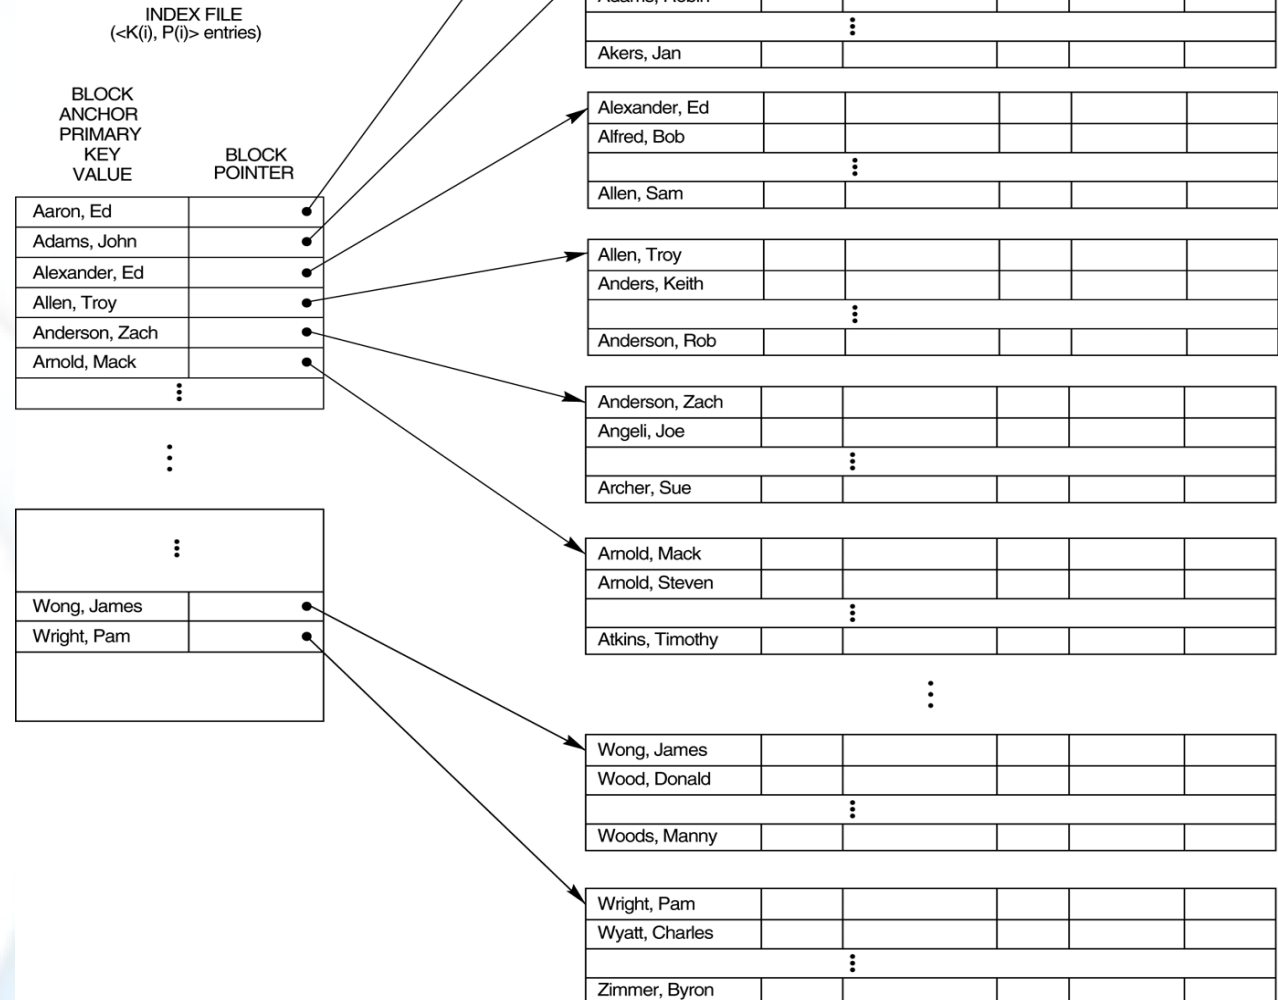 INDEX FILE
(<K(i), P(i)> entries)
BLOCK
ANCHOR
PRIMARY
KEY
VALUE
BLOCK
POINTER
Aaron, Ed
Adams, John
Alexander, Ed
Allen, Troy
Anderson, Zach
Arnold, Mack
Wong, James
Wright, Pam
Akers, Jan
Alexander, Ed
Alfred, Bob
Allen, Sam
Allen, Troy
Anders, Keith
Anderson, Rob
Anderson, Zach
Angeli, Joe
Archer, Sue
Arnold, Mack
Arnold, Steven
Atkins, Timothy
Wong, James
Wood, Donald
Woods, Manny
Wright, Pam
Wyatt, Charles
Zimmer, Byron